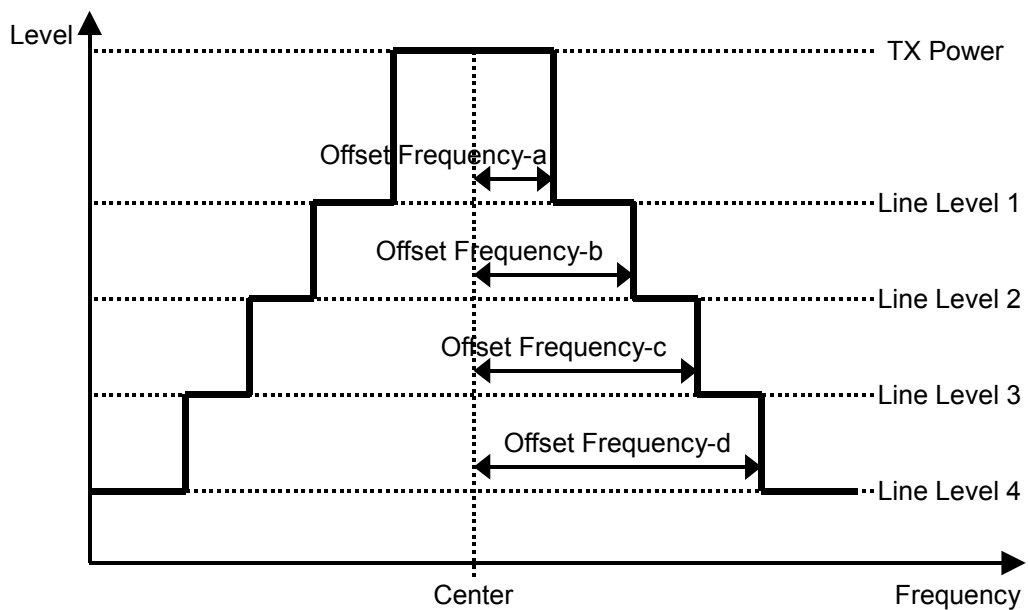 Level
TX Power
Offset Frequency-a
Line Level 1
Offset Frequency-b
Line Level 2
Offset Frequency-c
Line Level 3
Offset Frequency-d
Line Level 4
Center
Frequency